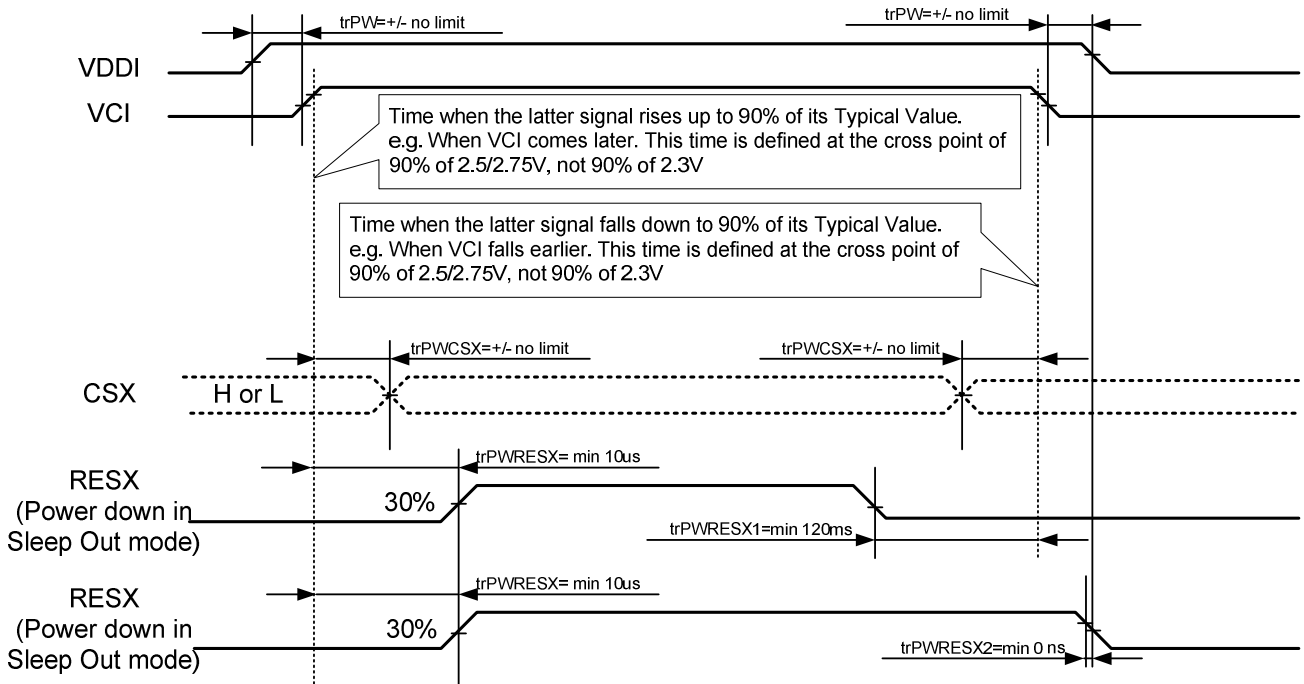 trPW=+/- no limit
trPW=+/- no limit
VDDI
VCI
Time when the latter signal rises up to 90% of its Typical Value.
e.g. When VCI comes later. This time is defined at the cross point of
90% of 2.5/2.75V, not 90% of 2.3V
Time when the latter signal falls down to 90% of its Typical Value.
e.g. When VCI falls earlier. This time is defined at the cross point of
90% of 2.5/2.75V, not 90% of 2.3V
trPWCSX=+/- no limit
trPWCSX=+/- no limit
CSX
H or L
trPWRESX= min 10us
RESX
(Power down in
Sleep Out mode)
30%
trPWRESX1=min 120ms
trPWRESX= min 10us
RESX
(Power down in
Sleep Out mode)
30%
trPWRESX2=min 0 ns